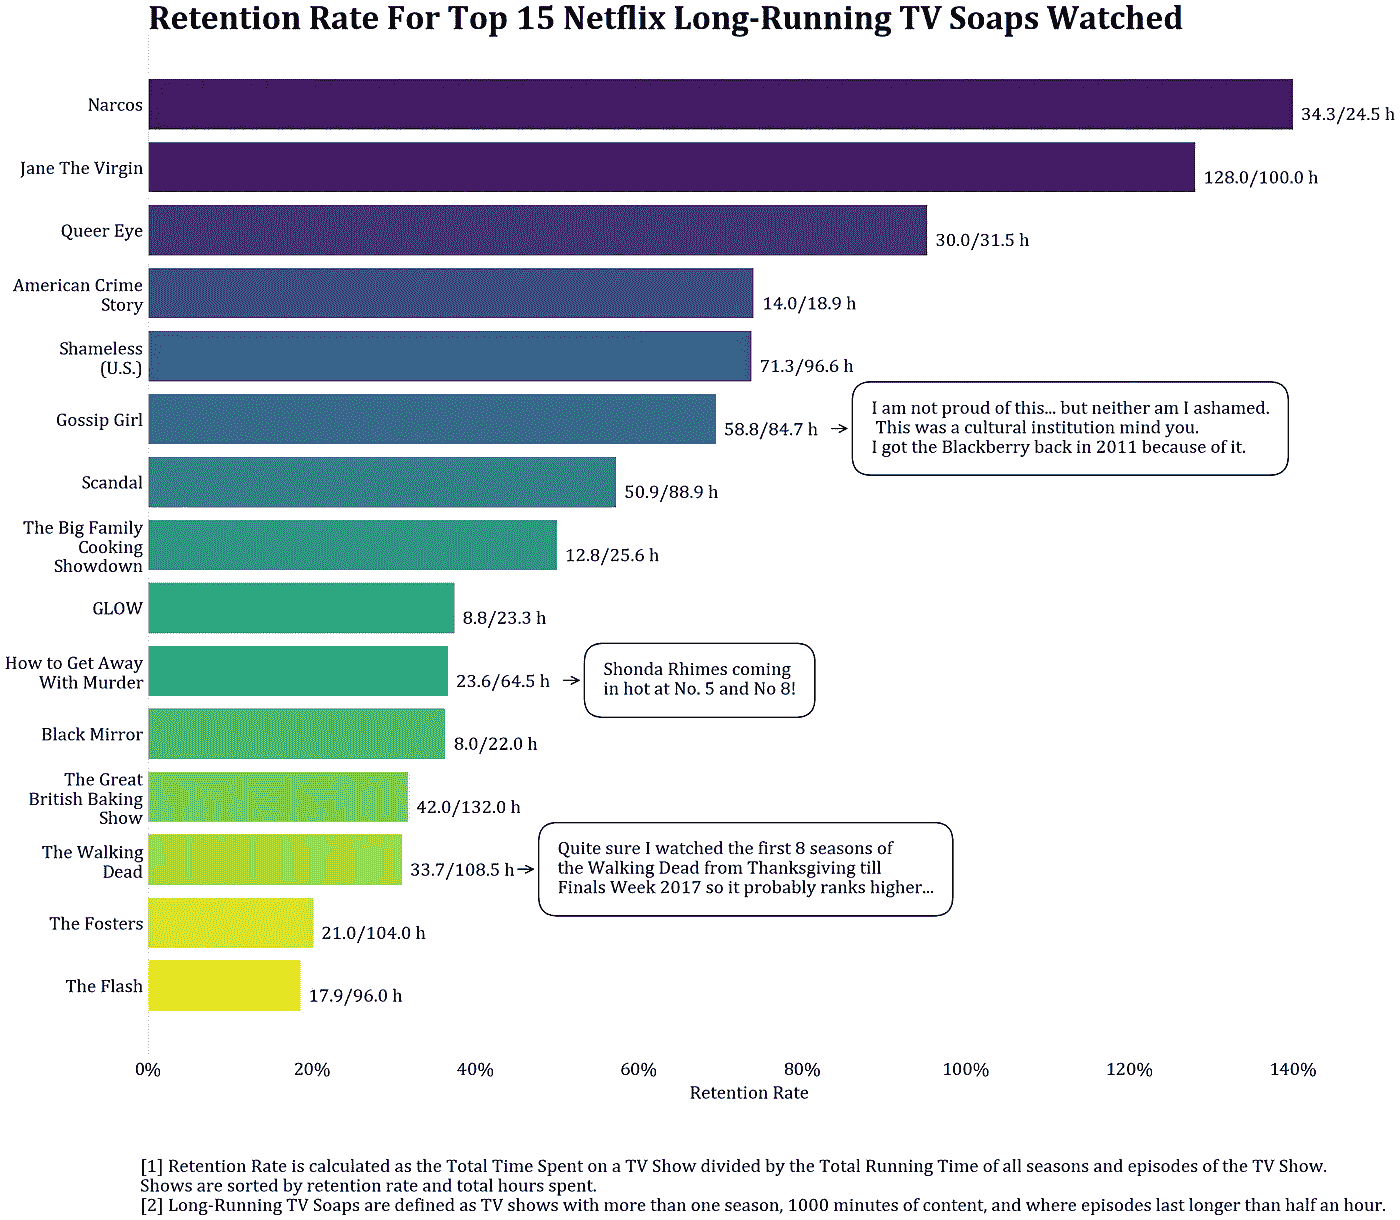 Retention Rate For Top 15 Netflix Long-Running TV Soaps Watched
Narcos
34.3/24.5 h
Jane The Virgin
128.0/100.0 h
Queer Eye
30.0/31.5 h
American Crime
Story
14.0/18.9 h
Shameless
(U.S.)
71.3/96.6 h
Gossip Girl
58.8/84.7 h
I am not proud of this... but neither am I ashamed.
This was a cultural institution mind you.
I got the Blackberry back in 2011 because of it.
Scandal
50.9/88.9 h
The Big Family
Cooking
Showdown
12.8/25.6 h
GLOW
8.8/23.3 h
How to Get Away
With Murder
23.6/64.5 h
Shonda Rhimes coming
in hot at No. 5 and No 8!
Black Mirror
8.0/22.0 h
The Great
British Baking
Show
42.0/132.0 h
The Walking
Dead
33.7/108.5 h
Quite sure I watched the first 8 seasons of
the Walking Dead from Thanksgiving till
Finals Week 2017 so it probably ranks higher...
The Fosters
21.0/104.0 h
The Flash
17.9/96.0 h
0% 20% 40% 60% 80% 100% 120% 140%
Retention Rate
[1] Retention Rate is calculated as the Total Time Spent on a TV Show divided by the Total Running Time of all seasons and episodes of the TV Show.
Shows are sorted by retention rate and total hours spent.
[2] Long-Running TV Soaps are defined as TV shows with more than one season, 1000 minutes of content, and where episodes last longer than half an hour.